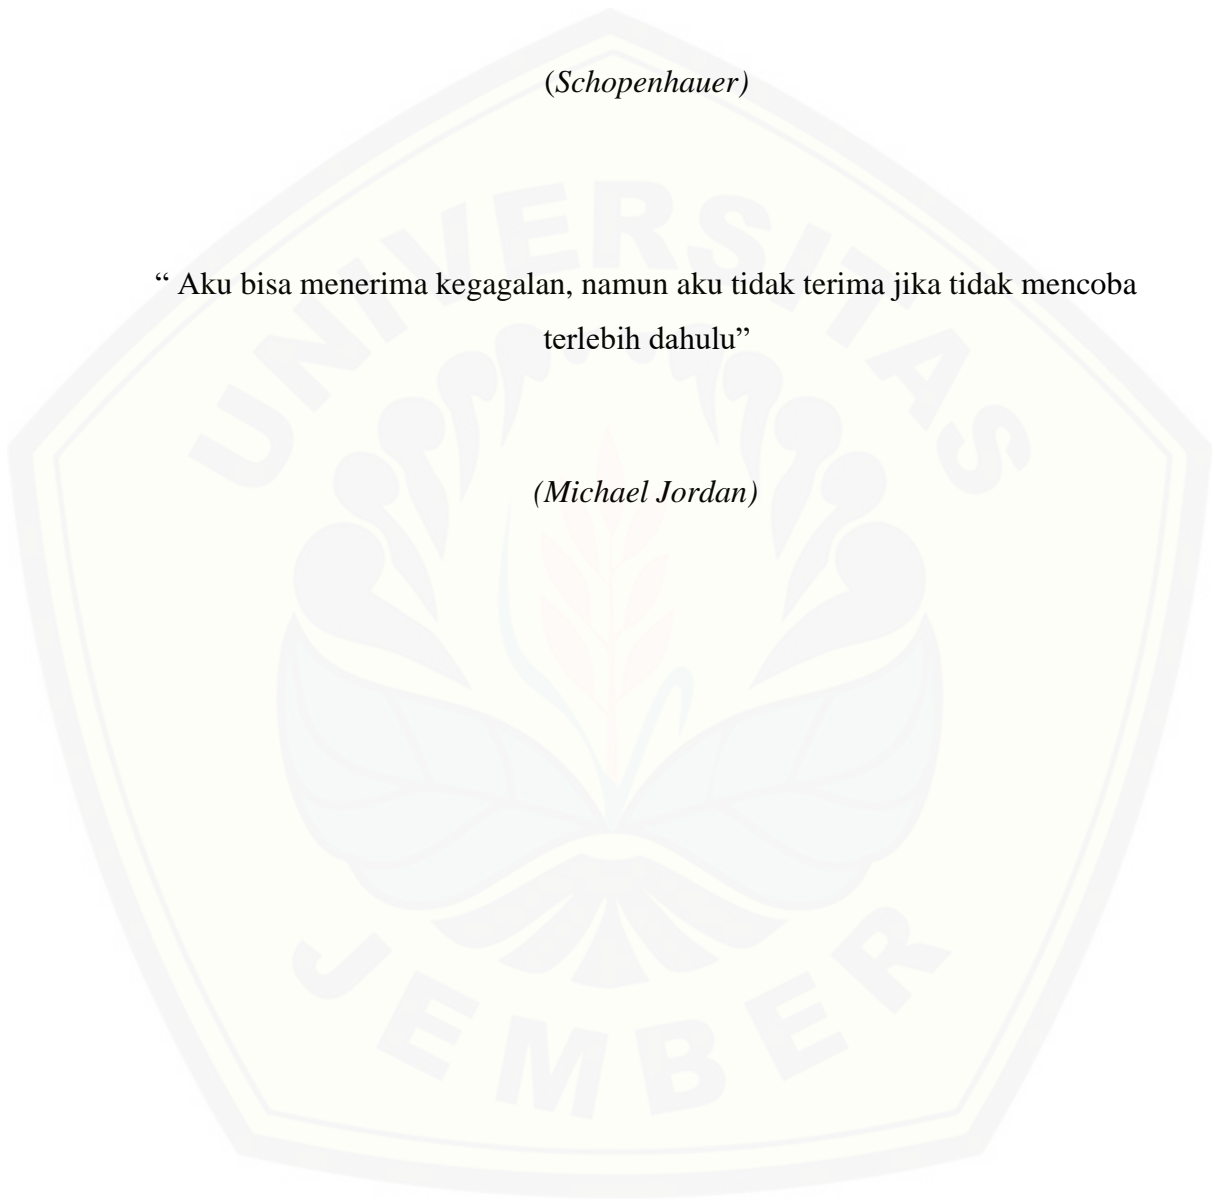 (Schopenhauer)
“ Aku bisa menerima kegagalan, namun aku tidak terima jika tidak mencoba
terlebih dahulu”
(Michael Jordan)
UNIVERSITAS
JEMBER